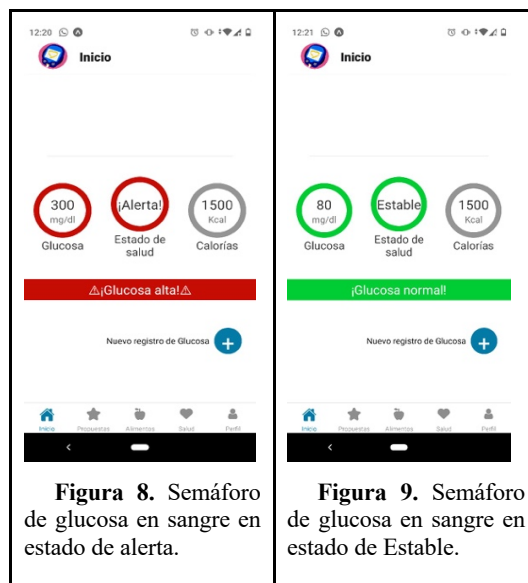 12:20
Inicio
300
mg/dl
Glucosa
¡Alerta!
Estado de
salud
1500
Kcal
Calorías
⚠¡Glucosa alta!⚠
Nuevo registro de Glucosa
+
Inicio Propuestas Alimentos Salud Perfil
Figura 8. Semáforo
de glucosa en sangre en
estado de alerta.
12:21
Inicio
80
mg/dl
Glucosa
Estable
Estado de
salud
1500
Kcal
Calorías
¡Glucosa normal!
Nuevo registro de Glucosa
+
Inicio Propuestas Alimentos Salud Perfil
Figura 9. Semáforo
de glucosa en sangre en
estado de Estable.